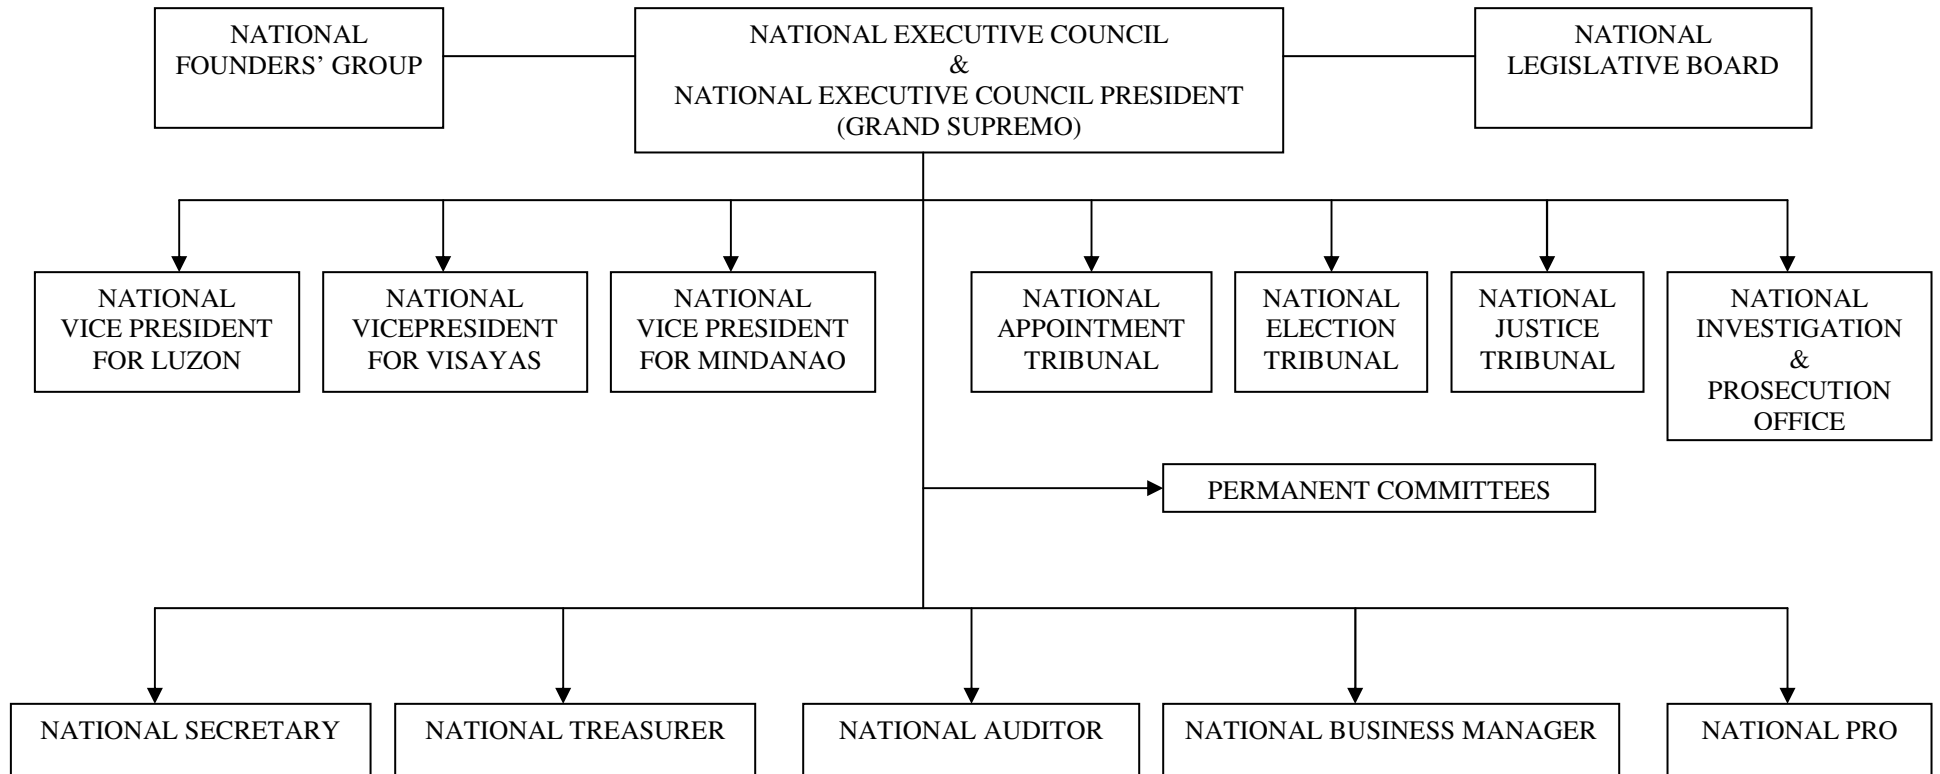 NATIONAL
FOUNDERS’ GROUP
NATIONAL EXECUTIVE COUNCIL
&
NATIONAL EXECUTIVE COUNCIL PRESIDENT
(GRAND SUPREMO)
NATIONAL
LEGISLATIVE BOARD
NATIONAL
VICE PRESIDENT
FOR LUZON
NATIONAL
VICEPRESIDENT
FOR VISAYAS
NATIONAL
VICE PRESIDENT
FOR MINDANAO
NATIONAL
APPOINTMENT
TRIBUNAL
NATIONAL
ELECTION
TRIBUNAL
NATIONAL
JUSTICE
TRIBUNAL
NATIONAL
INVESTIGATION
&
PROSECUTION
OFFICE
PERMANENT COMMITTEES
NATIONAL SECRETARY
NATIONAL TREASURER
NATIONAL AUDITOR
NATIONAL BUSINESS MANAGER
NATIONAL PRO